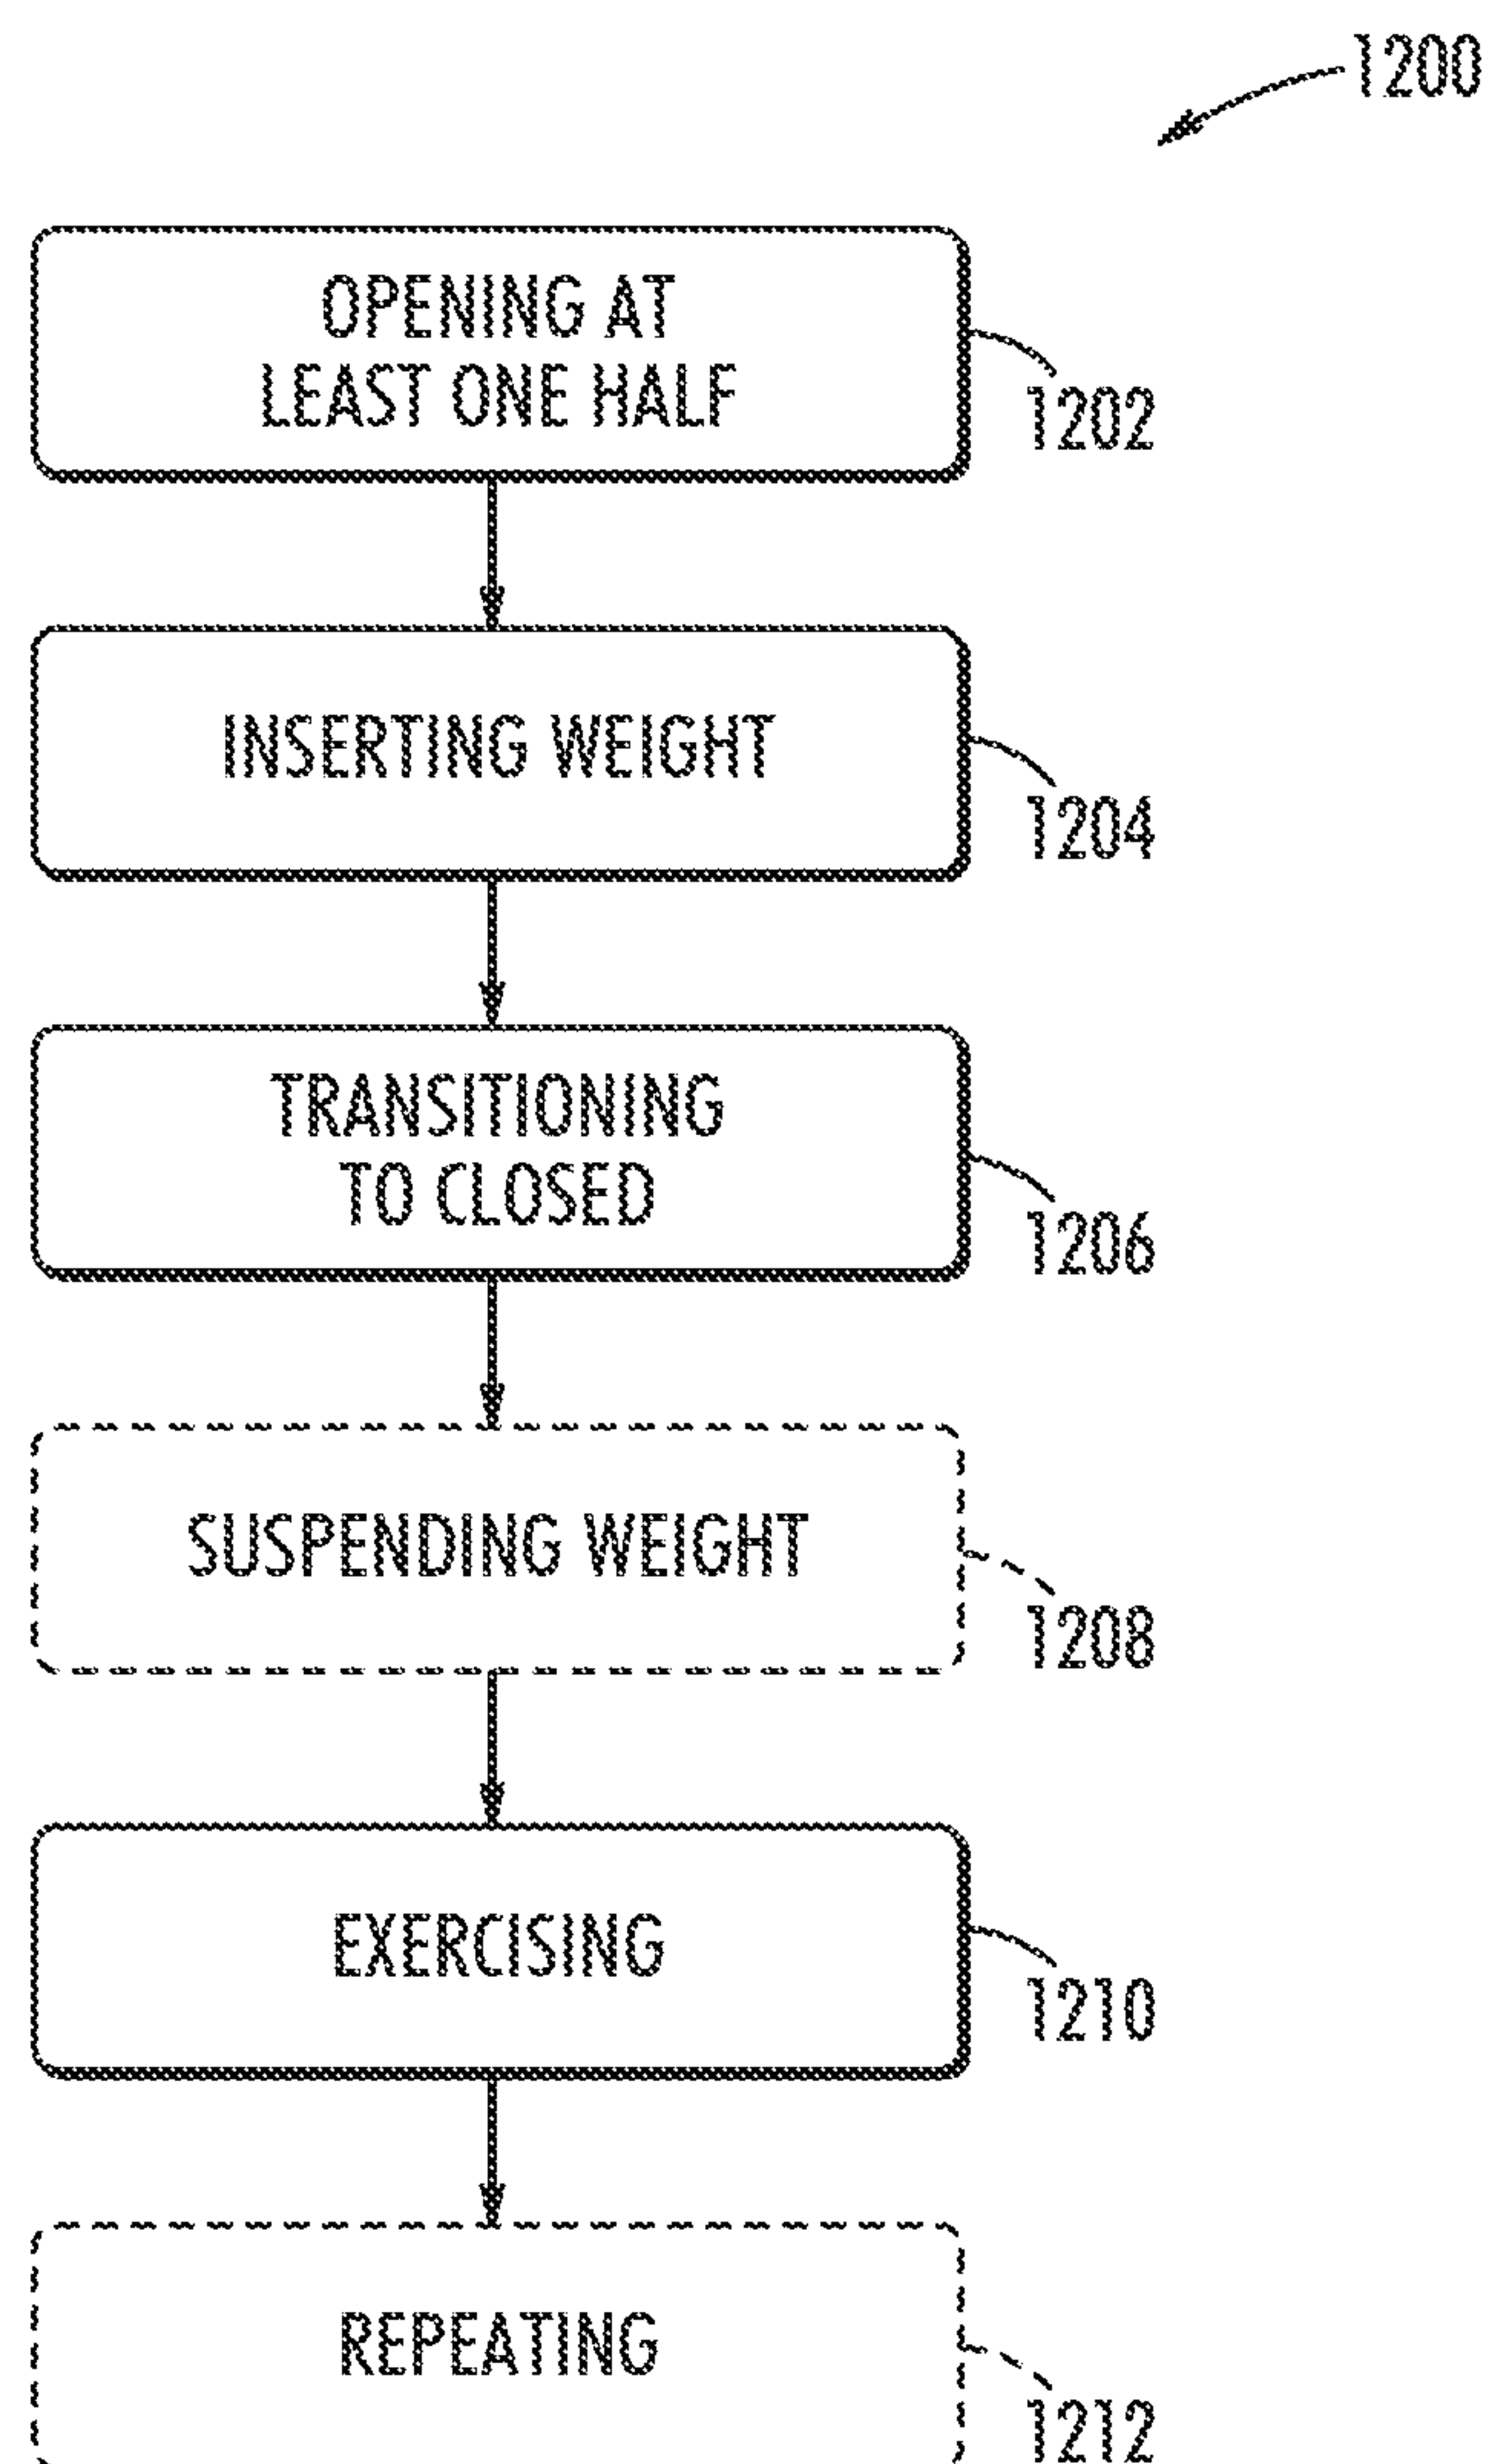 1200
OPENING AT
LEAST ONE HALF
1202
INSERTING WEIGHT
1204
TRANSITIONING
TO CLOSED
1206
SUSPENDING WEIGHT
1208
EXERCISING
1210
REPEATING
1212